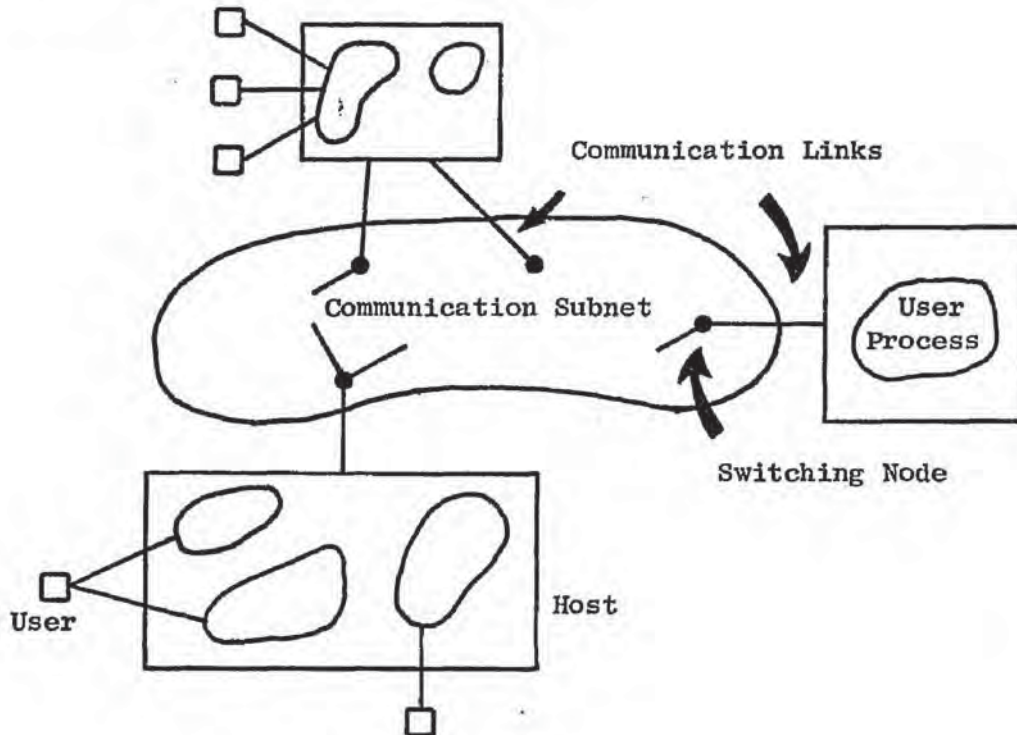 Communication Links
Communication Subnet
User
Process
Switching Node
Host
User